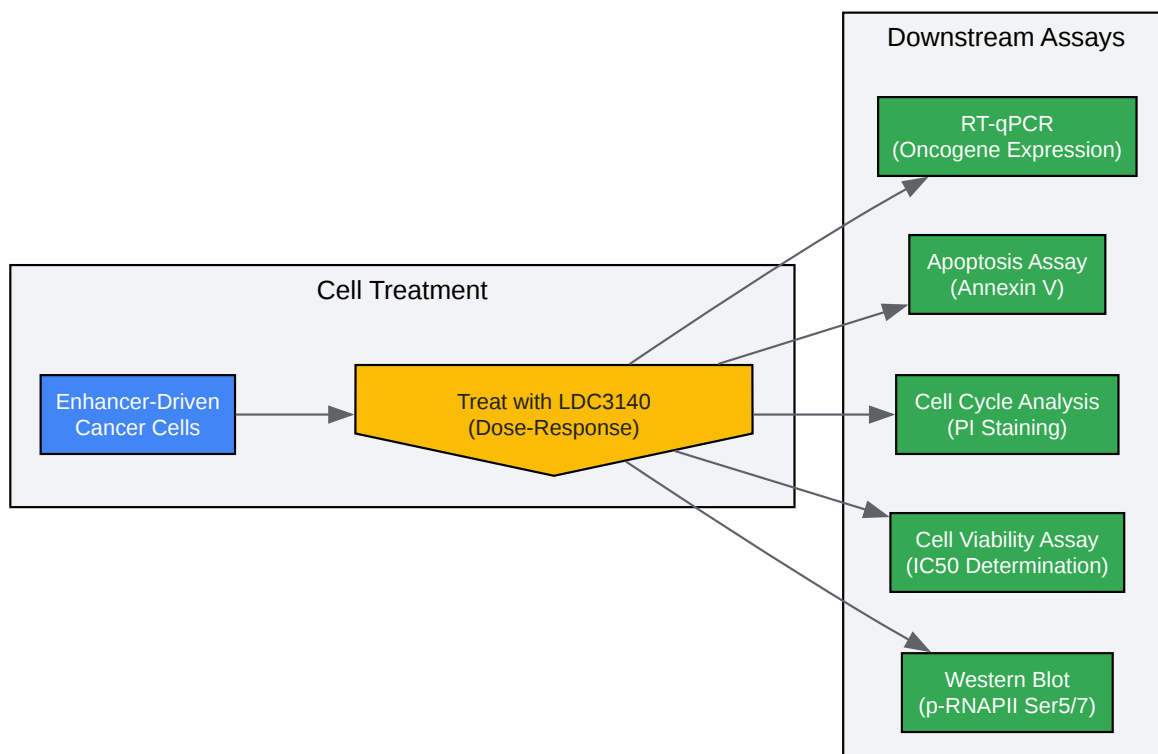 Downstream Assays
RT-qPCR
(Oncogene Expression)
Apoptosis Assay
(Annexin V)
Cell Treatment
Enhancer-Driven
Cancer Cells
Treat with LDC3140
(Dose-Response)
Cell Cycle Analysis
(PI Staining)
Cell Viability Assay
(IC50 Determination)
Western Blot
(p-RNAPII Ser5/7)